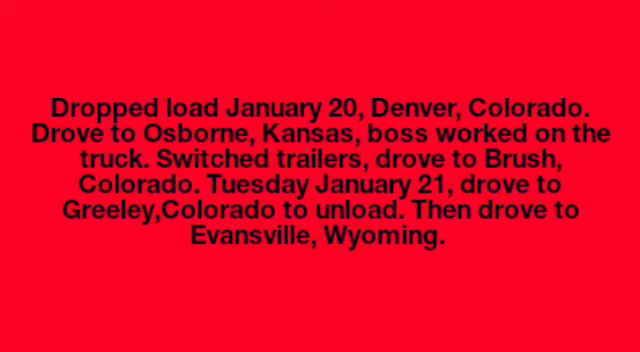 Dropped load January 20, Denver, Colorado.
Drove to Osborne, Kansas, boss worked on the
truck. Switched trailers, drove to Brush,
Colorado. Tuesday January 21, drove to
Greeley,Colorado to unload. Then drove to
Evansville, Wyoming.